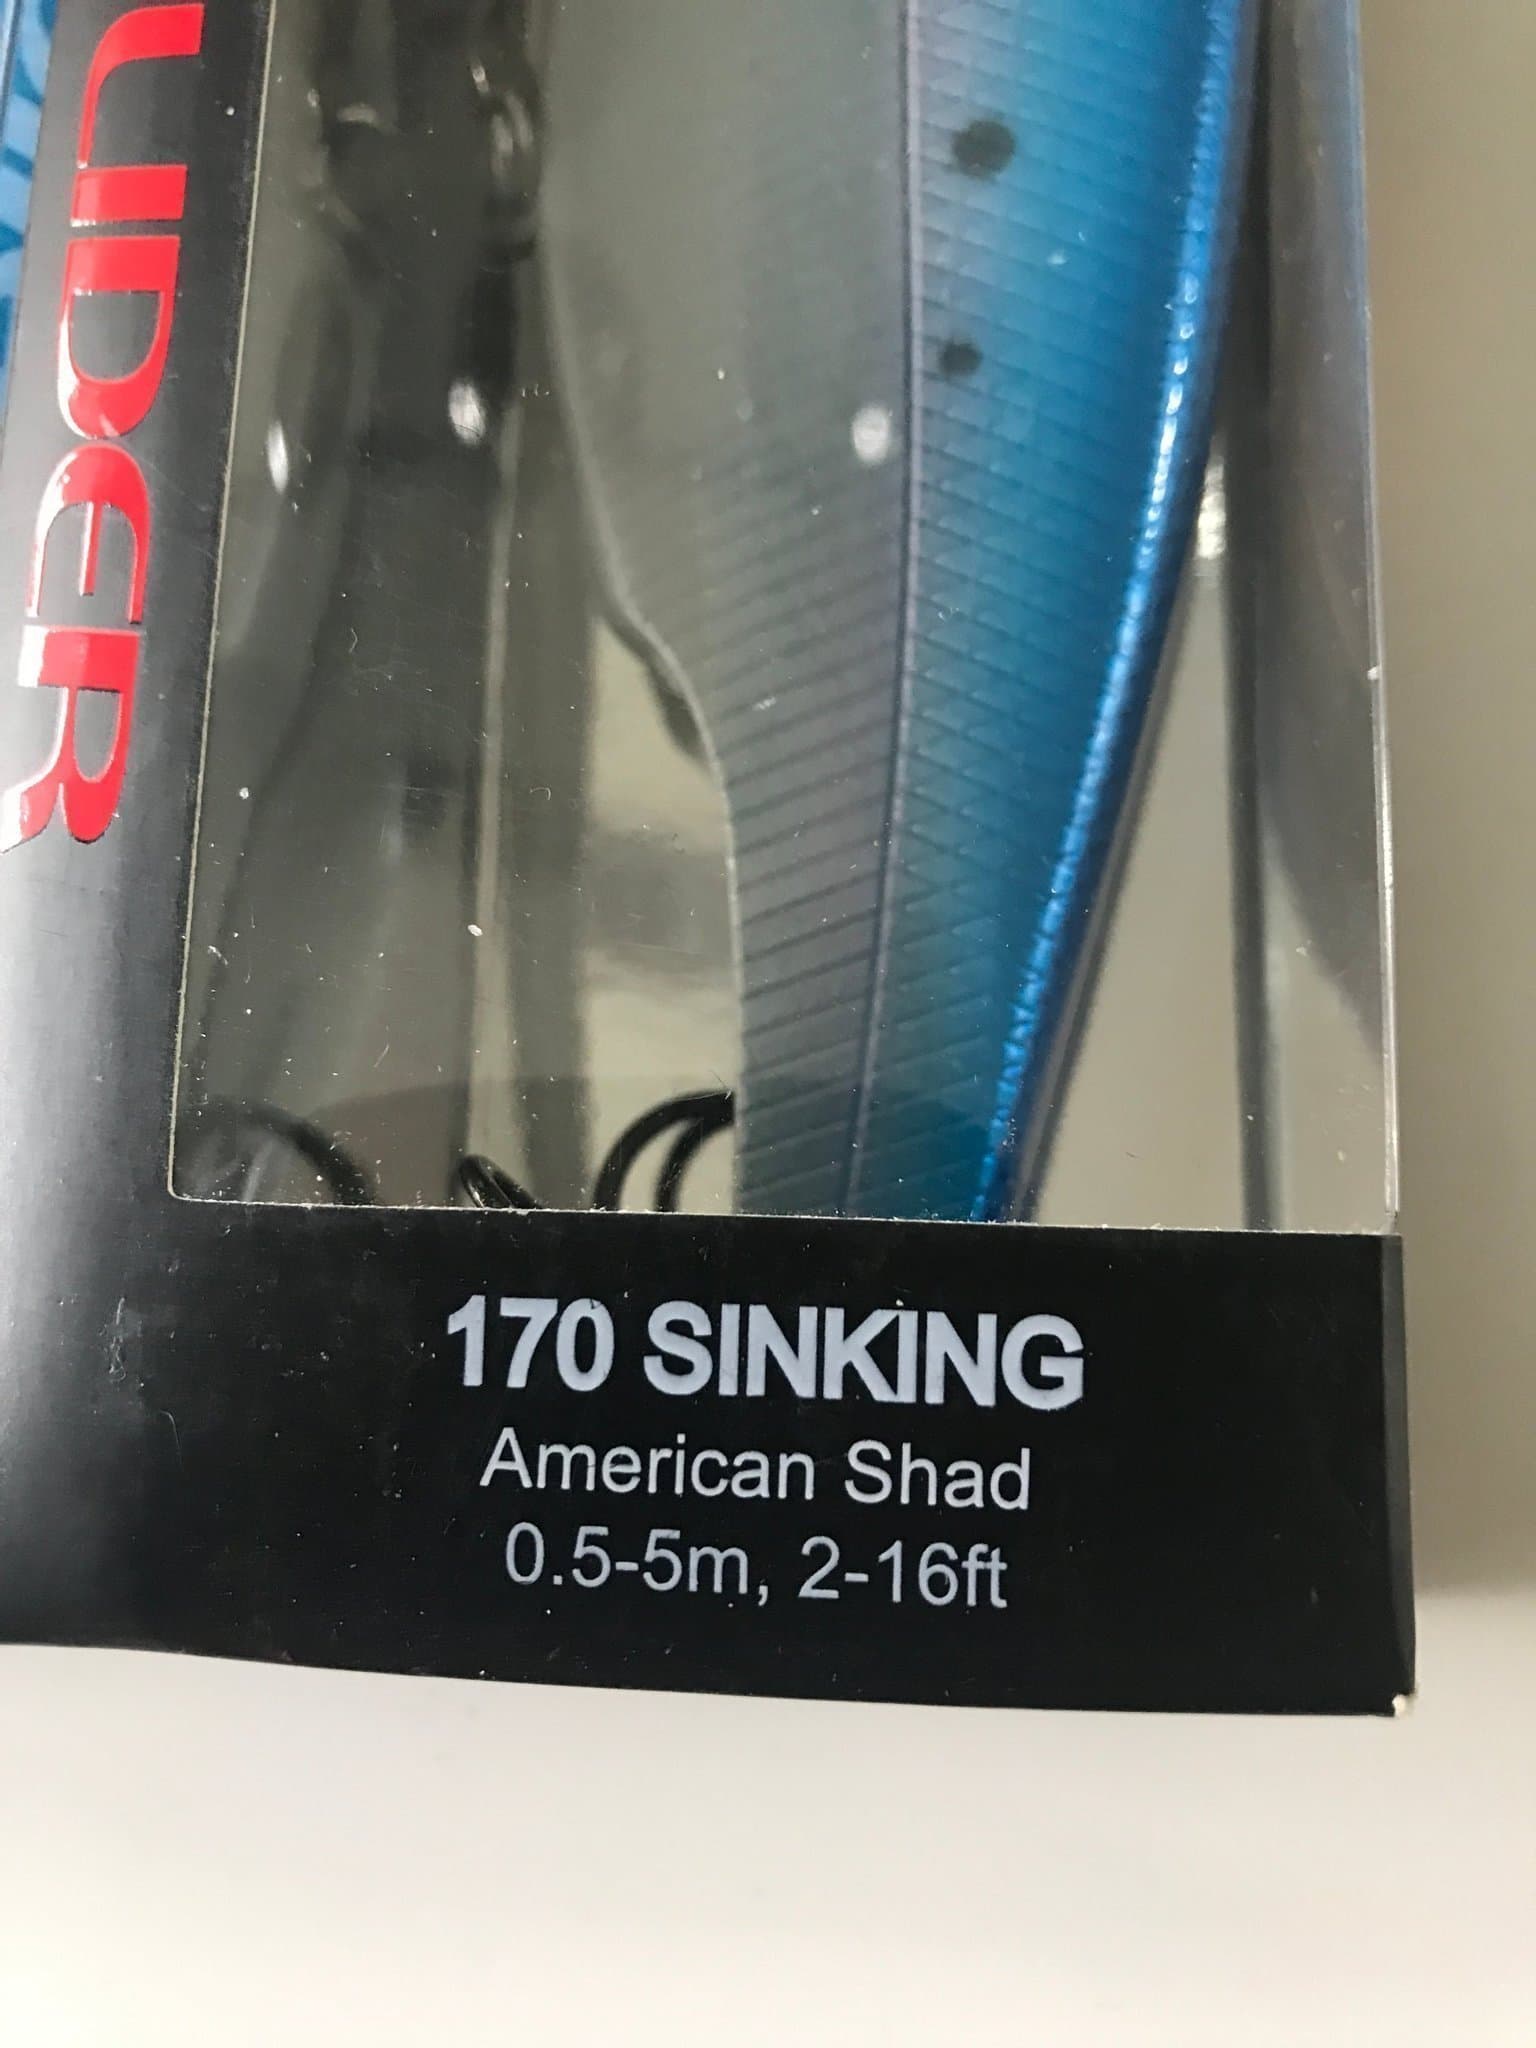 170 SINKING
American Shad
0.5-5m, 2-16ft